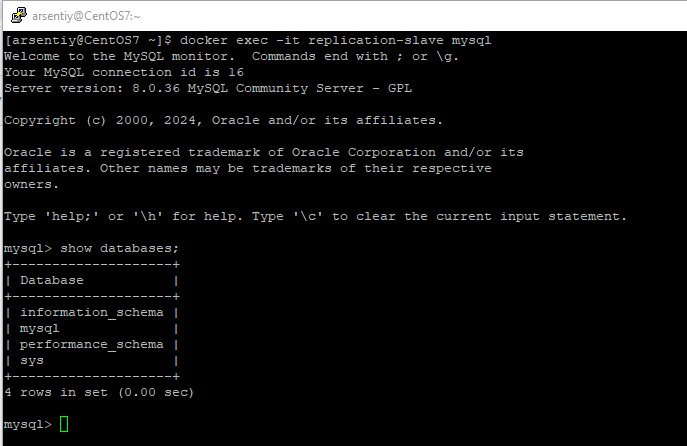 arsentiy@CentOS7:~
[arsentiy@CentOS7 ~]$ docker exec -it replication-slave mysql
Welcome to the MySQL monitor.  Commands end with ; or \g.
Your MySQL connection id is 16
Server version: 8.0.36 MySQL Community Server - GPL
Copyright (c) 2000, 2024, Oracle and/or its affiliates.
Oracle is a registered trademark of Oracle Corporation and/or its
affiliates. Other names may be trademarks of their respective
owners.
Type 'help;' or '\h' for help. Type '\c' to clear the current input statement.
mysql> show databases;
+--------------------+
| Database           |
+--------------------+
| information_schema |
| mysql              |
| performance_schema |
| sys                |
+--------------------+
4 rows in set (0.00 sec)
mysql>